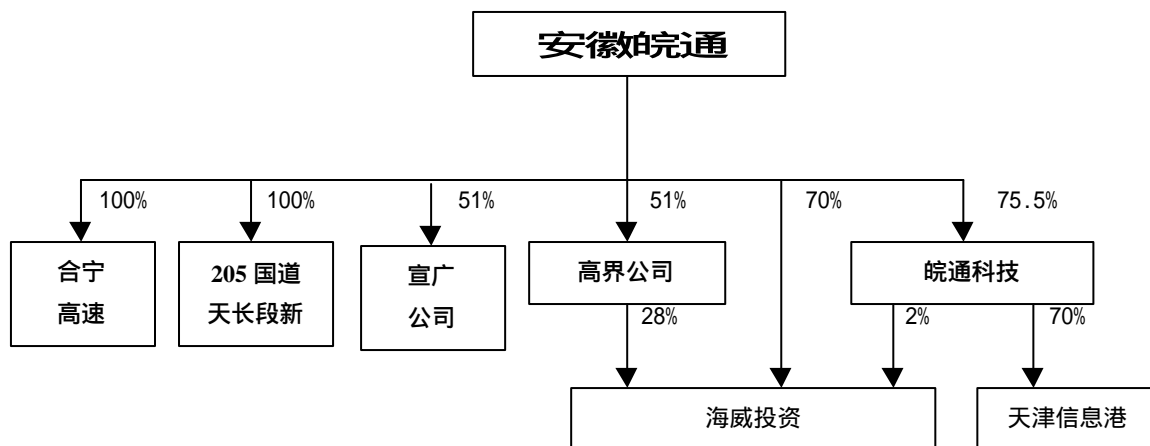 安徽皖通
100%
100%
51%
51%
70%
75.5%
合宁
高速
205 国道
天长段新
宣广
公司
高界公司
皖通科技
28%
2%
70%
海威投资
天津信息港